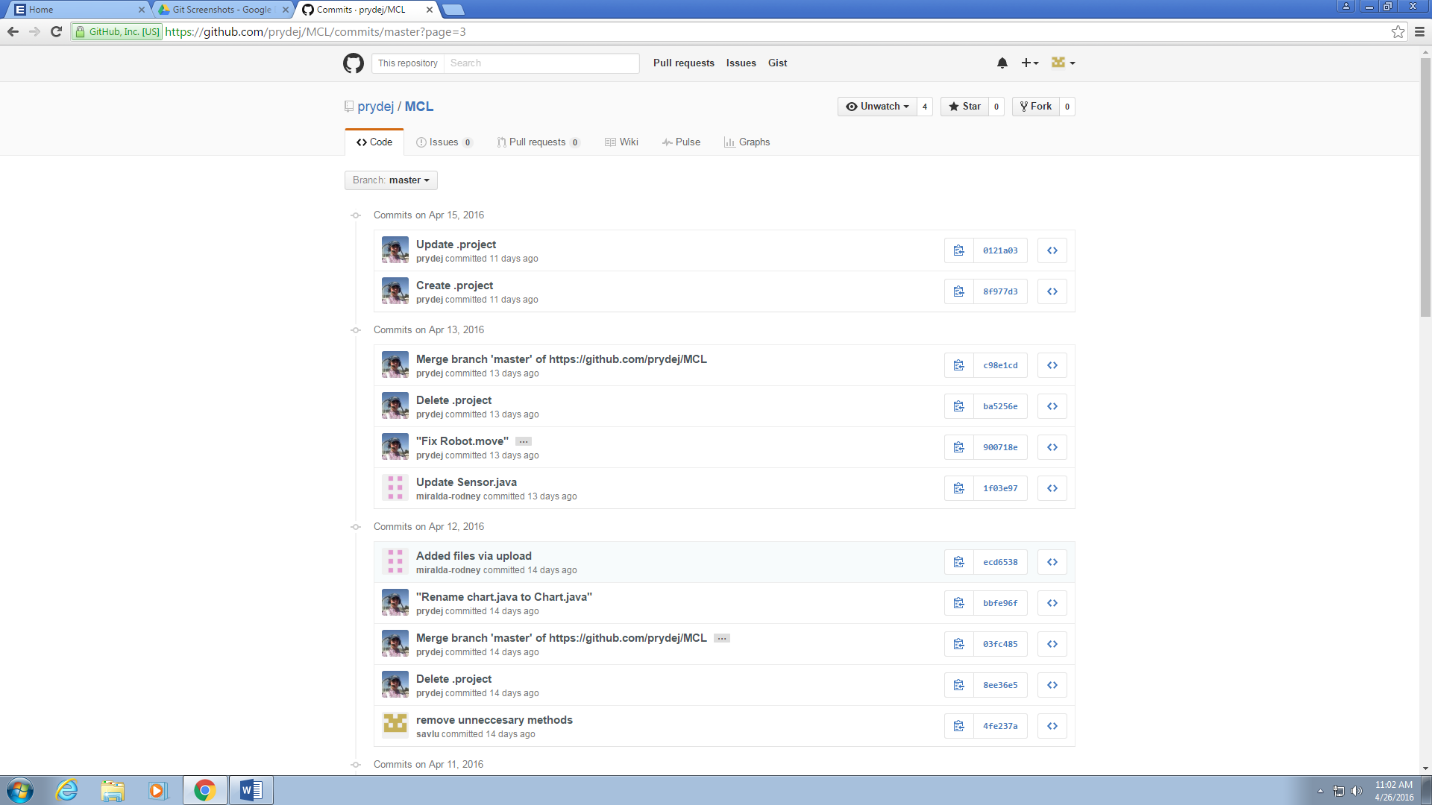 Home
Git Screenshots - Google
Commits · prydej/MCL
GitHub, Inc. [US] https://github.com/prydej/MCL/commits/master?page=3
This repository Search Pull requests Issues Gist
prydej / MCL
Unwatch 4 Star 0 Fork 0
Code Issues 0 Pull requests 0 Wiki Pulse Graphs
Branch: master
Commits on Apr 15, 2016
Update .project
prydej committed 11 days ago
0121a03
Create .project
prydej committed 11 days ago
8f977d3
Commits on Apr 13, 2016
Merge branch 'master' of https://github.com/prydej/MCL
prydej committed 13 days ago
c98e1cd
Delete .project
prydej committed 13 days ago
ba5256e
"Fix Robot.move" ...
prydej committed 13 days ago
900718e
Update Sensor.java
miralda-rodney committed 13 days ago
1f03e97
Commits on Apr 12, 2016
Added files via upload
miralda-rodney committed 14 days ago
ecd6538
"Rename chart.java to Chart.java"
prydej committed 14 days ago
bbfe96f
Merge branch 'master' of https://github.com/prydej/MCL ...
prydej committed 14 days ago
03fc485
Delete .project
prydej committed 14 days ago
8ee36e5
remove unneccesary methods
savlu committed 14 days ago
4fe237a
Commits on Apr 11, 2016
11:02 AM
4/26/2016